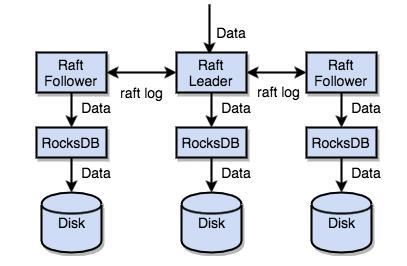 Data
Raft
Follower
Raft
Leader
Raft
Follower
raft log
raft log
Data
Data
Data
RocksDB
RocksDB
RocksDB
Data
Data
Data
Disk
Disk
Disk